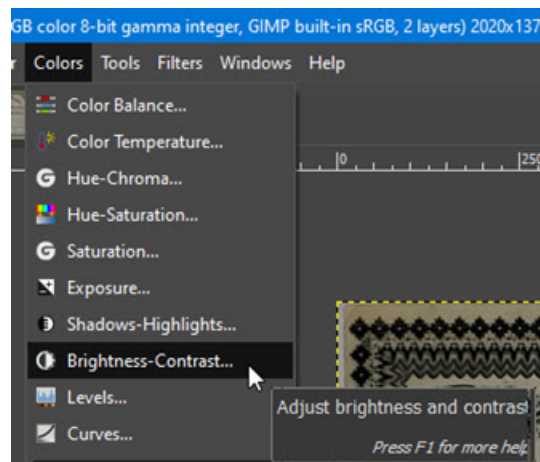 GB color 8-bit gamma integer, GIMP built-in sRGB, 2 layers) 2020x137
Colors Tools Filters Windows Help
Color Balance...
Color Temperature...
0
Hue-Chroma...
Hue-Saturation...
Saturation...
Exposure...
Shadows-Highlights...
Brightness-Contrast...
Levels...
Adjust brightness and contrast
Curves...
Press F1 for more help